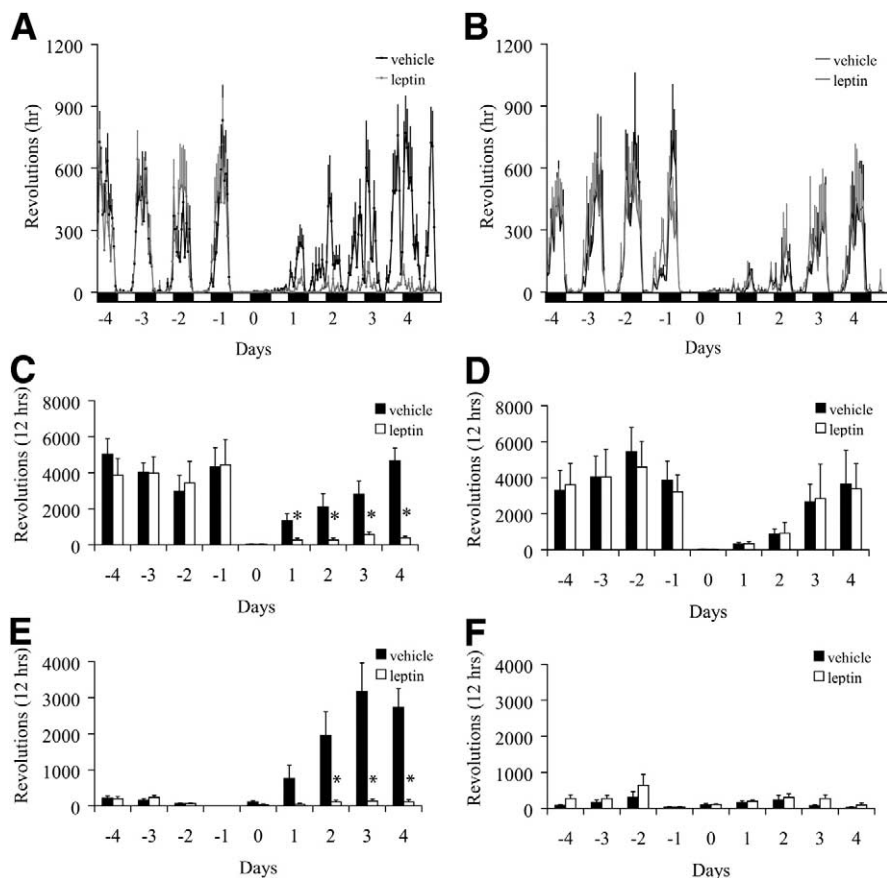 A
1200
900
600
300
0
Revolutions (hr)
vehicle
leptin
-4 -3 -2 -1 0 1 2 3 4
Days
B
1200
900
600
300
0
Revolutions (hr)
vehicle
leptin
-4 -3 -2 -1 0 1 2 3 4
Days
C
8000
6000
4000
2000
0
Revolutions (12 hrs)
vehicle
leptin
* * * *
-4 -3 -2 -1 0 1 2 3 4
Days
D
8000
6000
4000
2000
0
Revolutions (12 hrs)
vehicle
leptin
-4 -3 -2 -1 0 1 2 3 4
Days
E
4000
3000
2000
1000
0
Revolutions (12 hrs)
vehicle
leptin
* * *
-4 -3 -2 -1 0 1 2 3 4
Days
F
4000
3000
2000
1000
0
Revolutions (12 hrs)
vehicle
leptin
-4 -3 -2 -1 0 1 2 3 4
Days